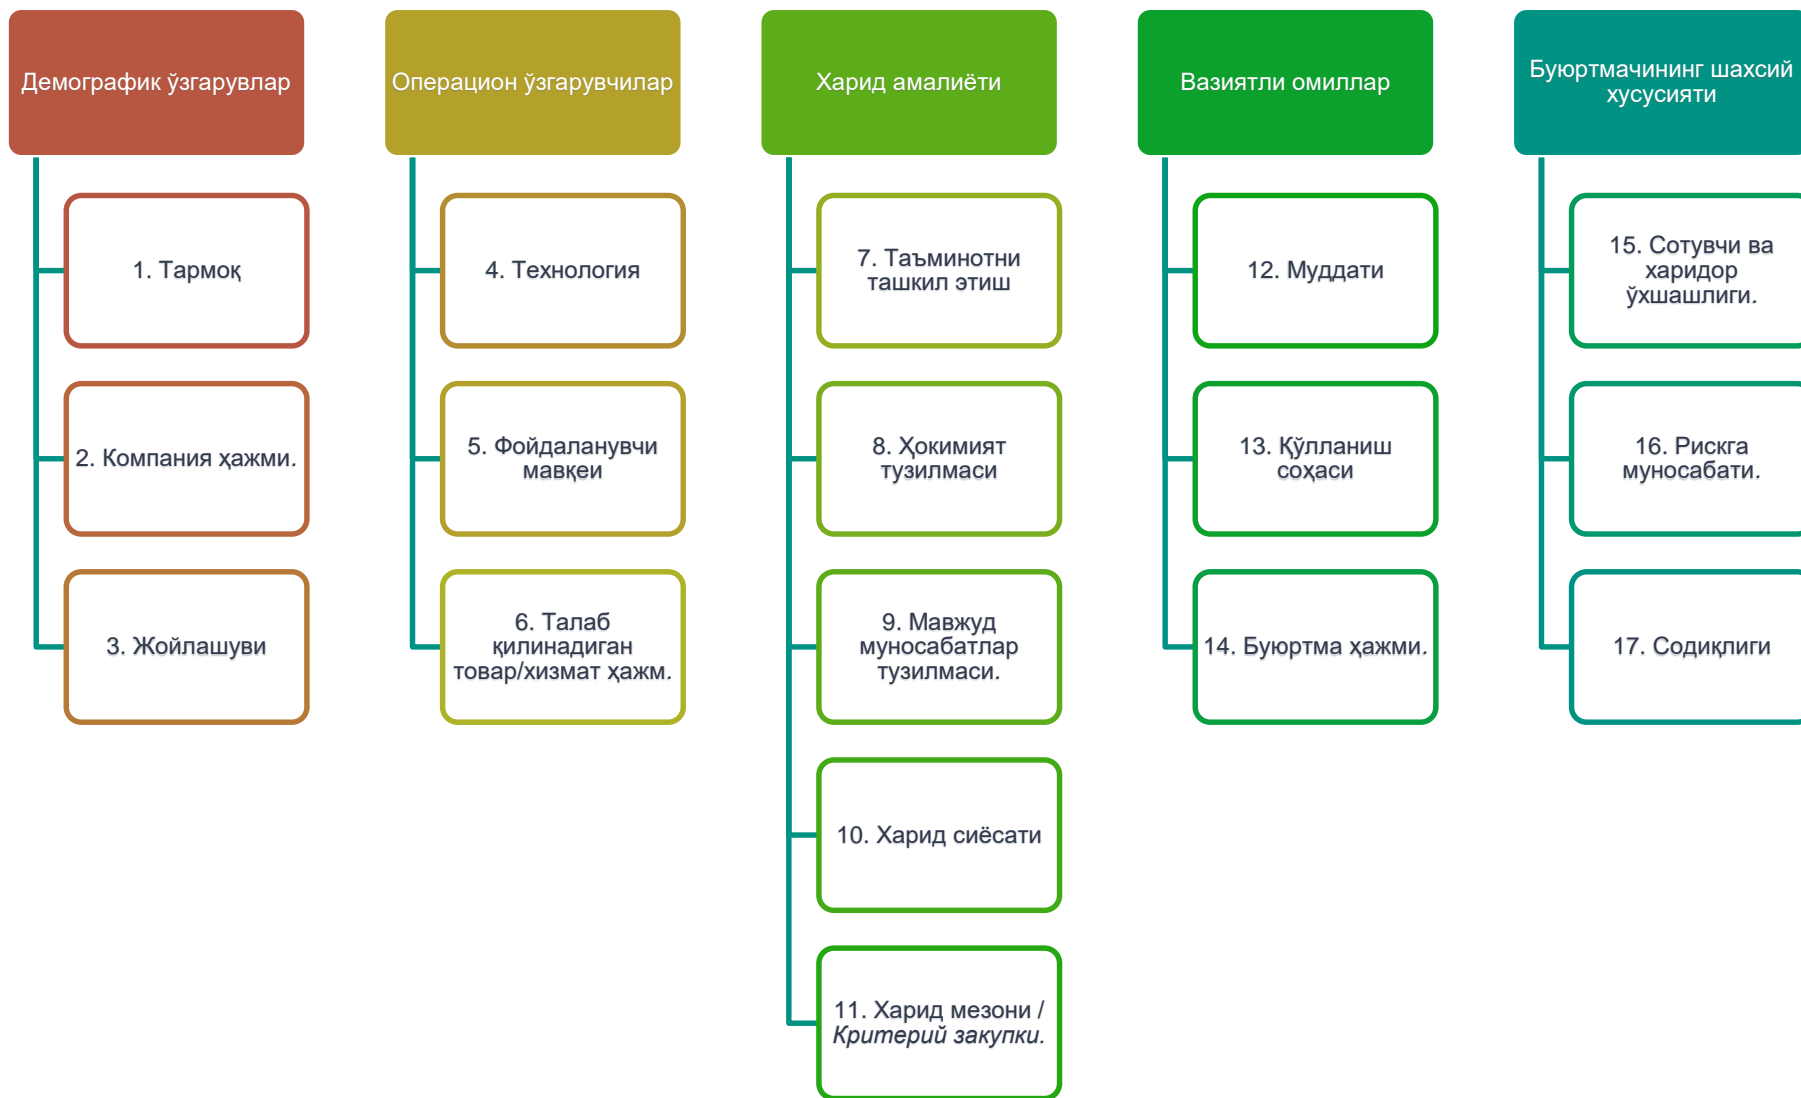 Демографик ўзгарувлар
1. Тармоқ
2. Компания ҳажми.
3. Жойлашуви
Операцион ўзгарувчилар
4. Технология
5. Фойдаланувчи
мавқеи
6. Талаб
қилинадиган
товар/хизмат ҳажм.
Харид амалиёти
7. Таъминотни
ташкил этиш
8. Ҳокимият
тузилмаси
9. Мавжуд
муносабатлар
тузилмаси.
10. Харид сиёсати
11. Харид мезони /
Критерий закупки.
Вазиятли омиллар
12. Муддати
13. Қўлланиш
соҳаси
14. Буюртма ҳажми.
Буюртмачининг шахсий
хусусияти
15. Сотувчи ва
харидор
ўхшашлиги.
16. Рискга
муносабати.
17. Содиқлиги